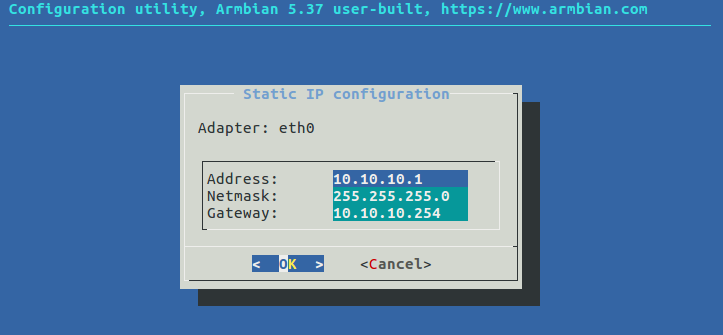 Configuration utility, Armbian 5.37 user-built, https://www.armbian.com
Static IP configuration
Adapter: eth0
Address: 10.10.10.1
Netmask: 255.255.255.0
Gateway: 10.10.10.254
< OK > <Cancel>